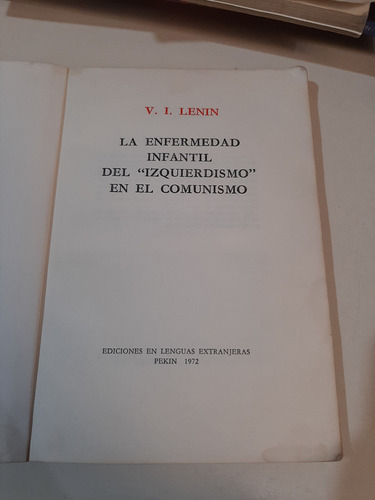 V. I. LENIN
LA ENFERMEDAD
INFANTIL
DEL “IZQUIERDISMO”
EN EL COMUNISMO
EDICIONES EN LENGUAS EXTRANJERAS
PEKIN 1972